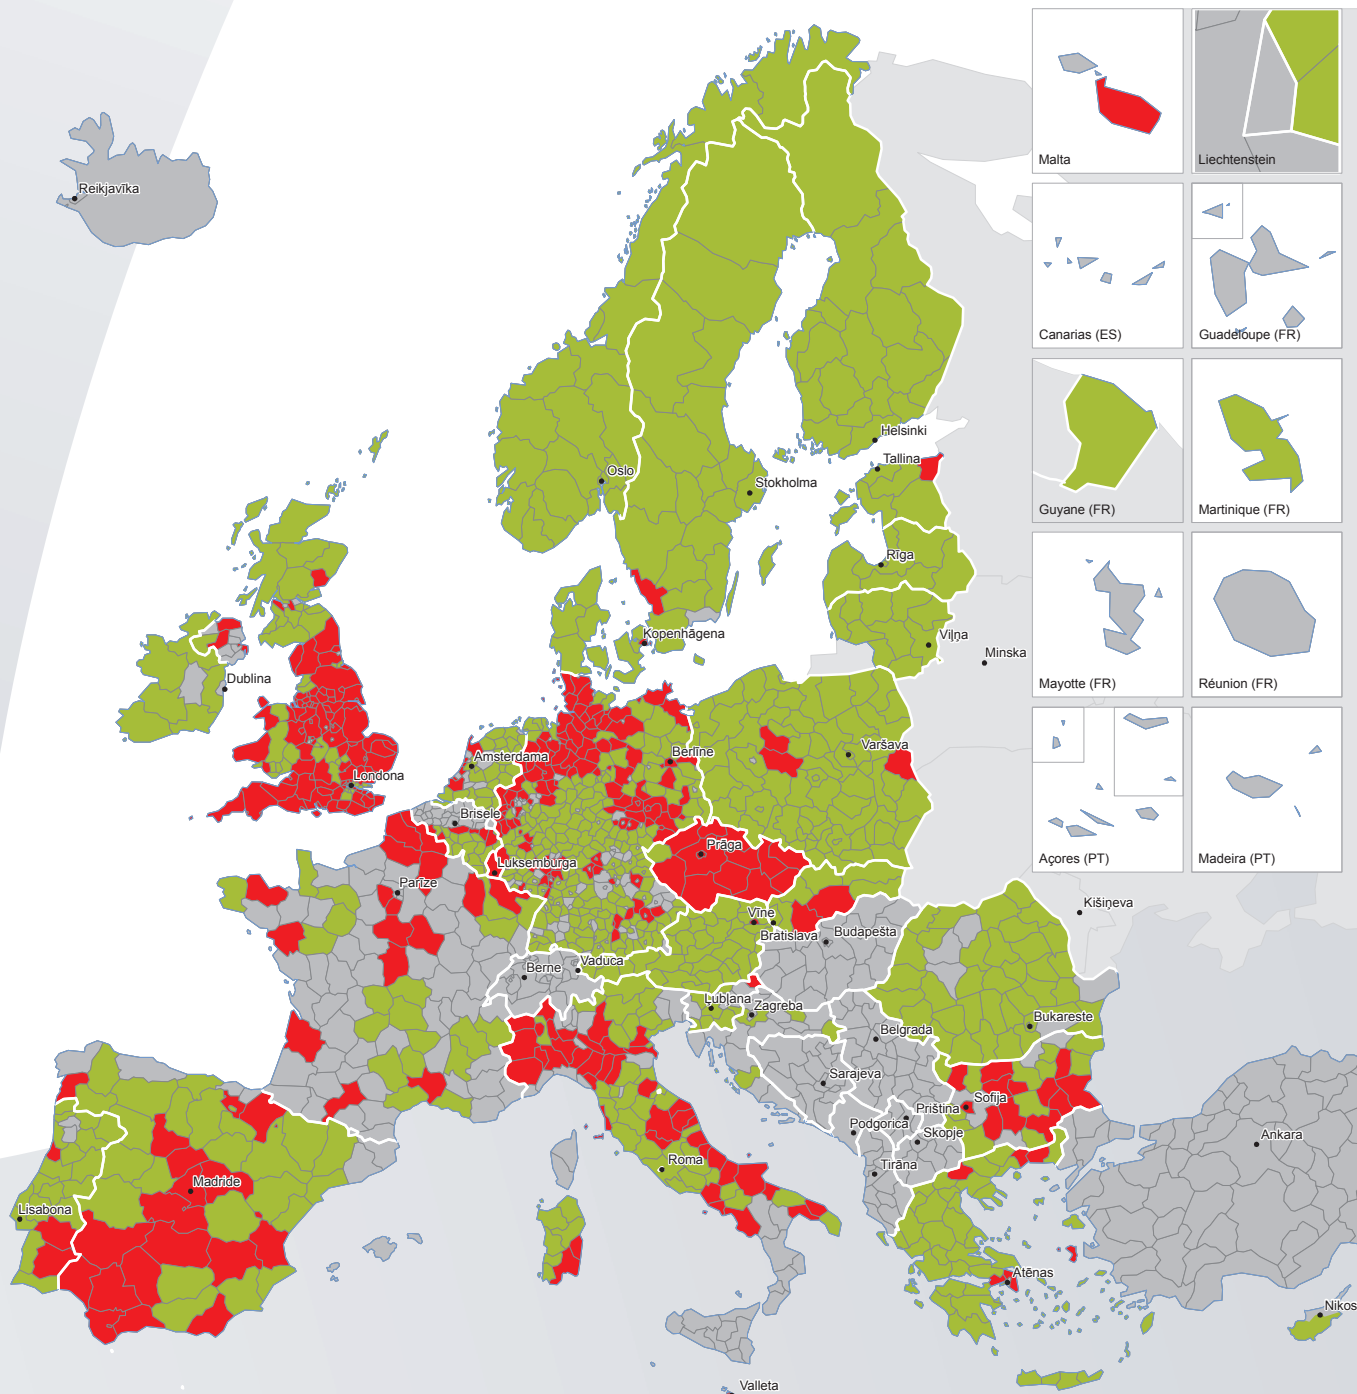 Malta
Liechtenstein
Reikjavīka
Canarias (ES)
Guadeloupe (FR)
Helsinki
Tallina
Oslo
Stokholma
Guyane (FR)
Martinique (FR)
Rīga
Kopenhāgena
Viļņa
Minska
Dublina
Mayotte (FR)
Réunion (FR)
Amsterdama
Berlīne
Varšava
Londona
Brisele
Prāga
Luksemburga
Açores (PT)
Madeira (PT)
Parīze
Vīne
Kišiņeva
Bratislava
Budapešta
Berne
Vaduca
Ļubļana
Zagreba
Bukareste
Belgrada
Sarajeva
Priština
Sofija
Podgorica
Skopje
Ankara
Roma
Tirāna
Madride
Lisabona
Atēnas
Nikos
Valleta